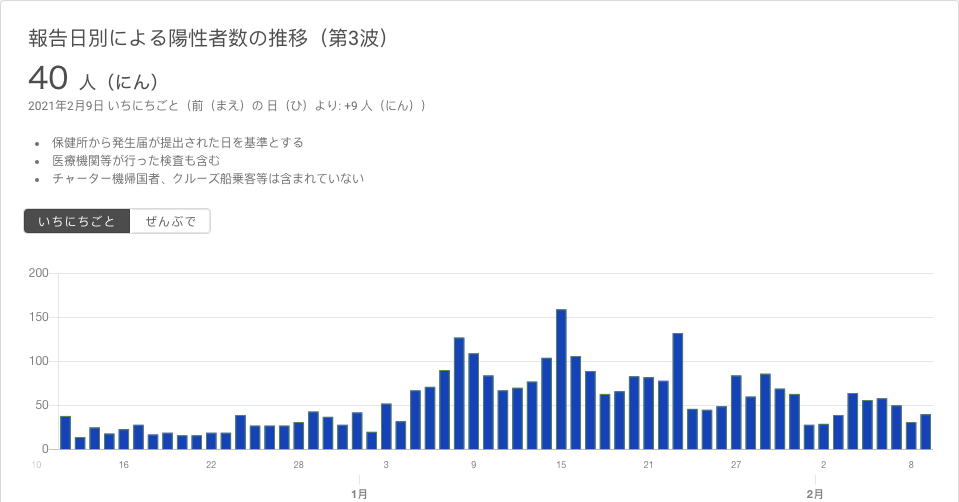 報告日別による陽性者数の推移（第3波）
40 人（にん）
2021年2月9日 いちにちごと（前（まえ）の 日（ひ）より: +9 人（にん））
保健所から発生届が提出された日を基準とする
医療機関等が行った検査も含む
チャーター機帰国者、クルーズ船乗客等は含まれていない
いちにちごと ぜんぶで
200
150
100
50
0
10 16 22 28 3 9 15 21 27 2 8
1月 2月